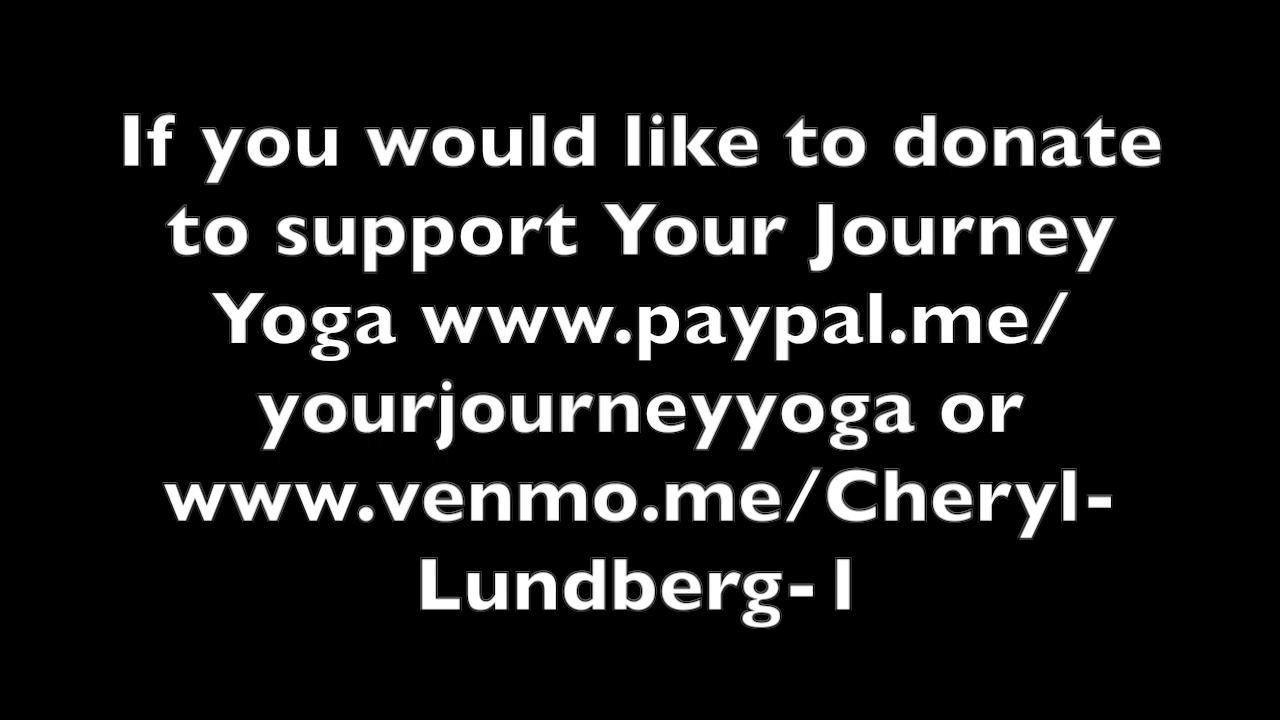 If you would like to donate
to support Your Journey
Yoga www.paypal.me/
yourjourneyyoga or
www.venmo.me/Cheryl-
Lundberg-1